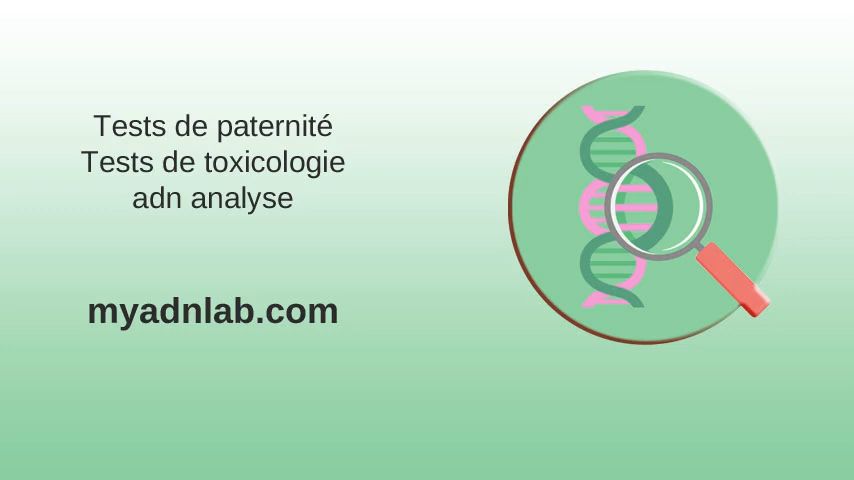 Tests de paternité
Tests de toxicologie
adn analyse
myadnlab.com